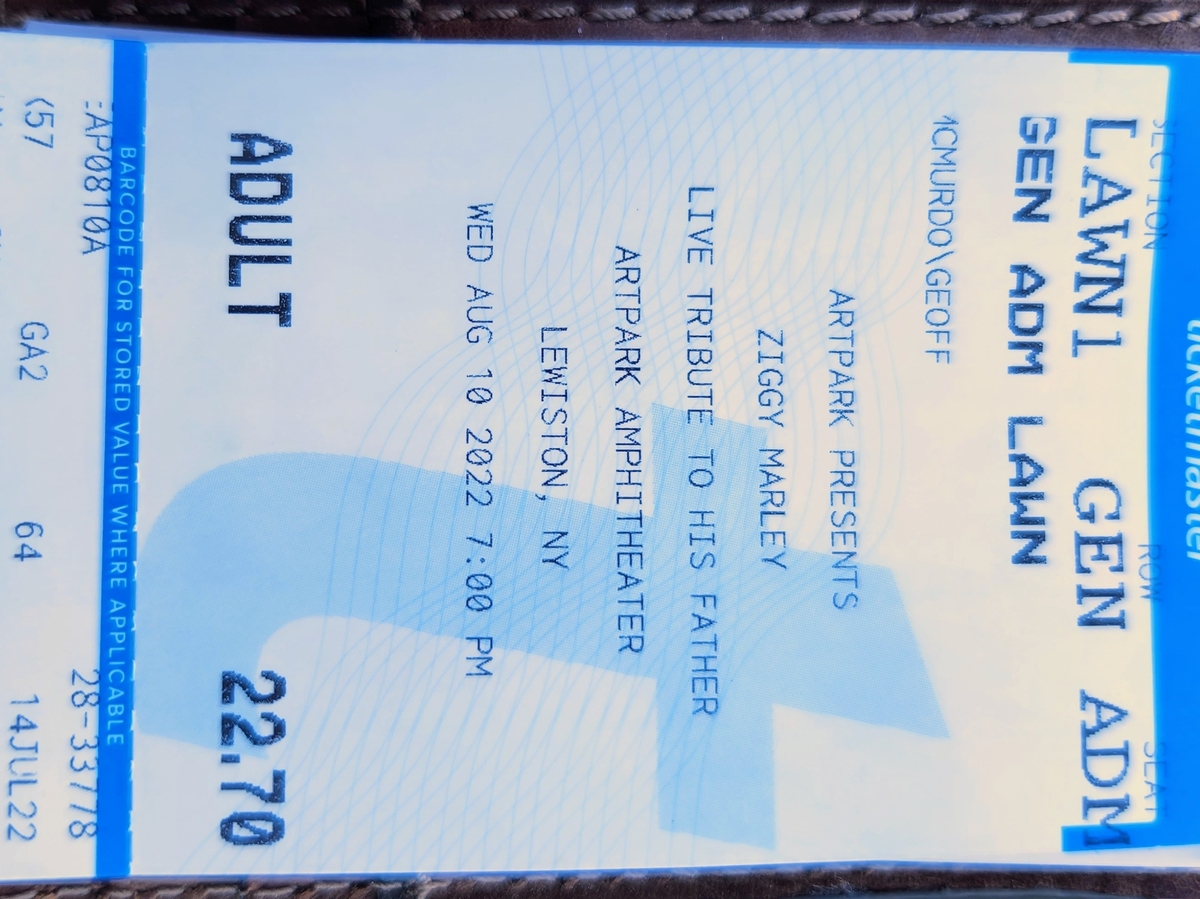 ticketmaster
SECTION ROW SEAT
LAWN1 GEN ADM
GEN ADM LAWN
1CMURDO\GEOFF
ARTPARK PRESENTS
ZIGGY MARLEY
LIVE TRIBUTE TO HIS FATHER
ARTPARK AMPHITHEATER
LEWISTON, NY
WED AUG 10 2022 7:00 PM
ADULT 22.70
BARCODE FOR STORED VALUE WHERE APPLICABLE
:AP0810A 28-33778
(57 GA2 64 14JUL22